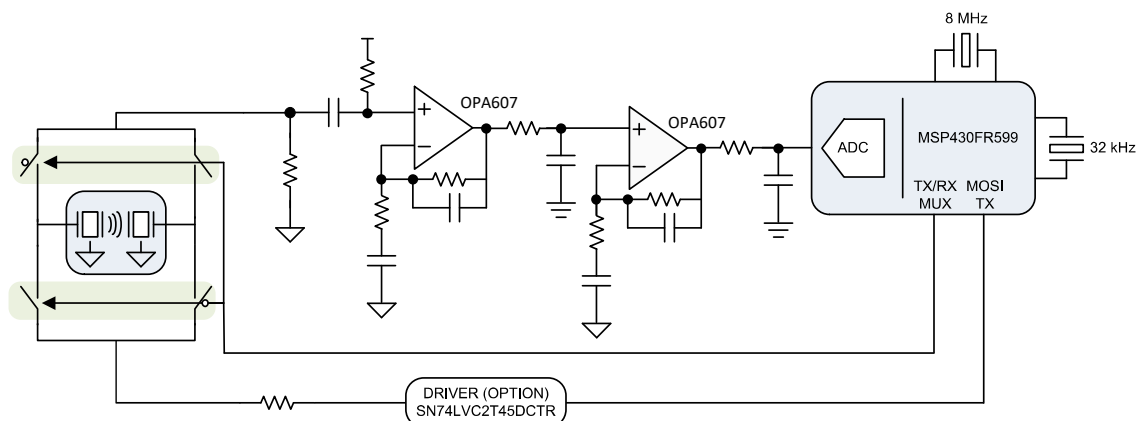 8 MHz
OPA607
OPA607
ADC
MSP430FR599
32 kHz
TX/RX MOSI
MUX TX
DRIVER (OPTION)
SN74LVC2T45DCTR